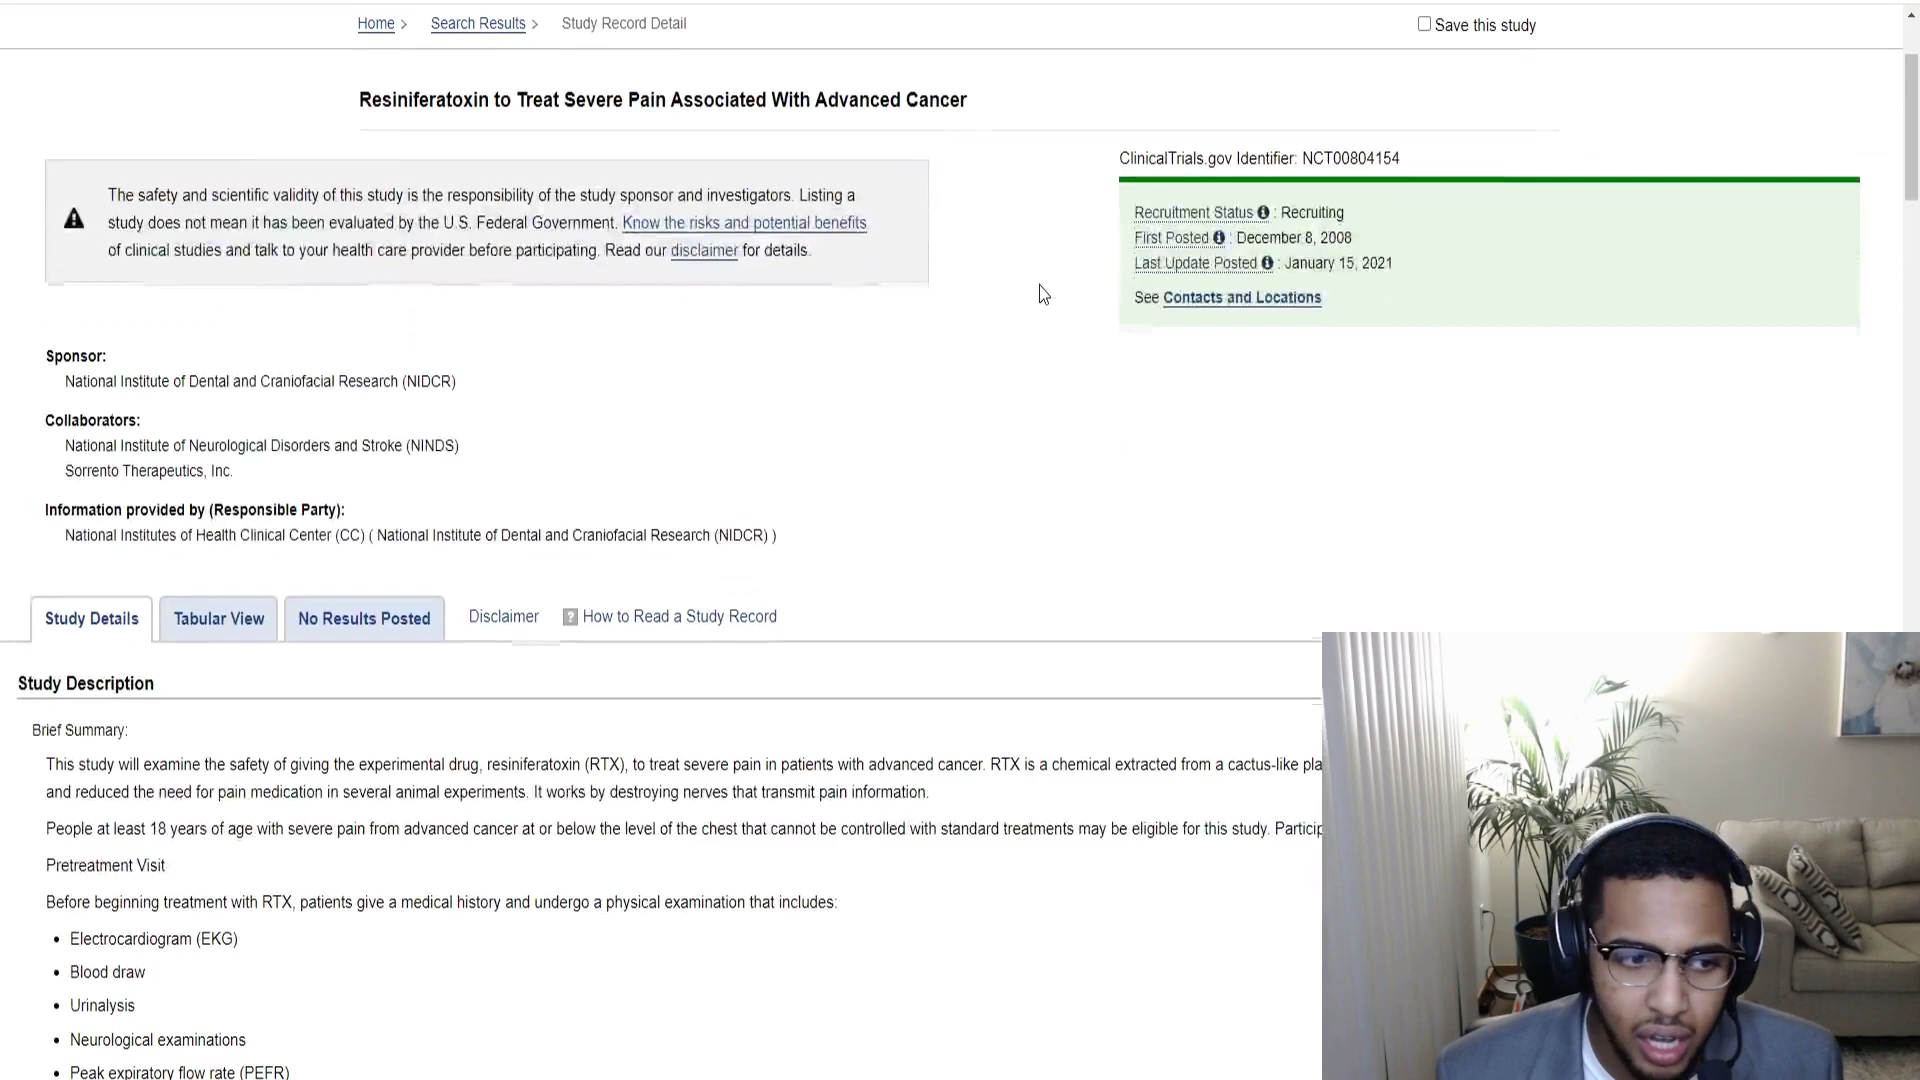 Home > Search Results > Study Record Detail
Save this study
Resiniferatoxin to Treat Severe Pain Associated With Advanced Cancer
The safety and scientific validity of this study is the responsibility of the study sponsor and investigators. Listing a
study does not mean it has been evaluated by the U.S. Federal Government. Know the risks and potential benefits
of clinical studies and talk to your health care provider before participating. Read our disclaimer for details.
ClinicalTrials.gov Identifier: NCT00804154
Recruitment Status : Recruiting
First Posted : December 8, 2008
Last Update Posted : January 15, 2021
See Contacts and Locations
Sponsor:
National Institute of Dental and Craniofacial Research (NIDCR)
Collaborators:
National Institute of Neurological Disorders and Stroke (NINDS)
Sorrento Therapeutics, Inc.
Information provided by (Responsible Party):
National Institutes of Health Clinical Center (CC) ( National Institute of Dental and Craniofacial Research (NIDCR) )
Study Details
Tabular View
No Results Posted
Disclaimer
? How to Read a Study Record
Study Description
Brief Summary:
This study will examine the safety of giving the experimental drug, resiniferatoxin (RTX), to treat severe pain in patients with advanced cancer. RTX is a chemical extracted from a cactus-like pla
and reduced the need for pain medication in several animal experiments. It works by destroying nerves that transmit pain information.
People at least 18 years of age with severe pain from advanced cancer at or below the level of the chest that cannot be controlled with standard treatments may be eligible for this study. Particip
Pretreatment Visit
Before beginning treatment with RTX, patients give a medical history and undergo a physical examination that includes:
• Electrocardiogram (EKG)
• Blood draw
• Urinalysis
• Neurological examinations
• Peak expiratory flow rate (PEFR)